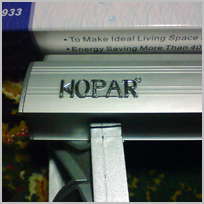 933
• To Make Ideal Living Space
• Energy Saving More Than 40
HOPAR®